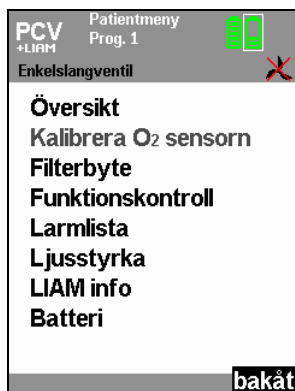 PCV
+LIAM
Patientmeny
Prog. 1
Enkelslangventil
Översikt
Kalibrera O2 sensorn
Filterbyte
Funktionskontroll
Larmlista
Ljusstyrka
LIAM info
Batteri
bakåt